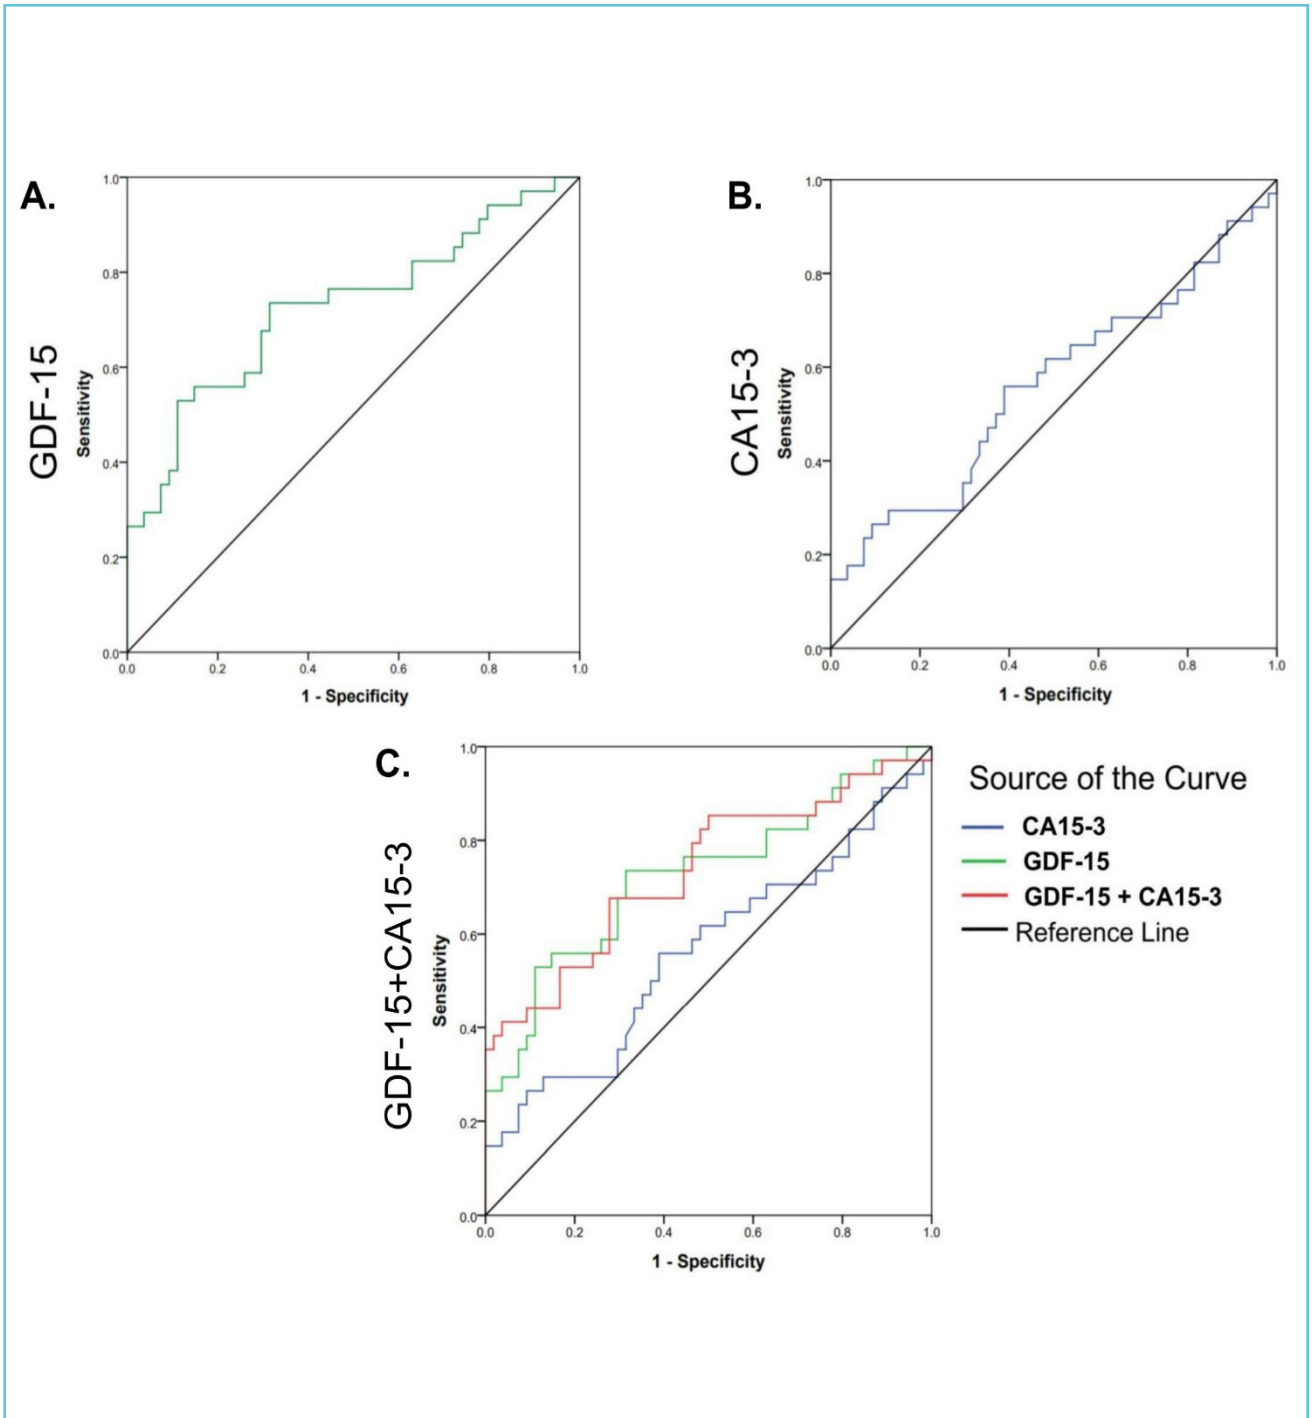 A.
GDF-15
Sensitivity
1.0
0.8
0.6
0.4
0.2
0.0
0.0 0.2 0.4 0.6 0.8 1.0
1 - Specificity
B.
CA15-3
Sensitivity
1.0
0.8
0.6
0.4
0.2
0.0
0.0 0.2 0.4 0.6 0.8 1.0
1 - Specificity
C.
GDF-15+CA15-3
Sensitivity
1.0
0.8
0.6
0.4
0.2
0.0
0.0 0.2 0.4 0.6 0.8 1.0
1 - Specificity
Source of the Curve
CA15-3
GDF-15
GDF-15 + CA15-3
Reference Line